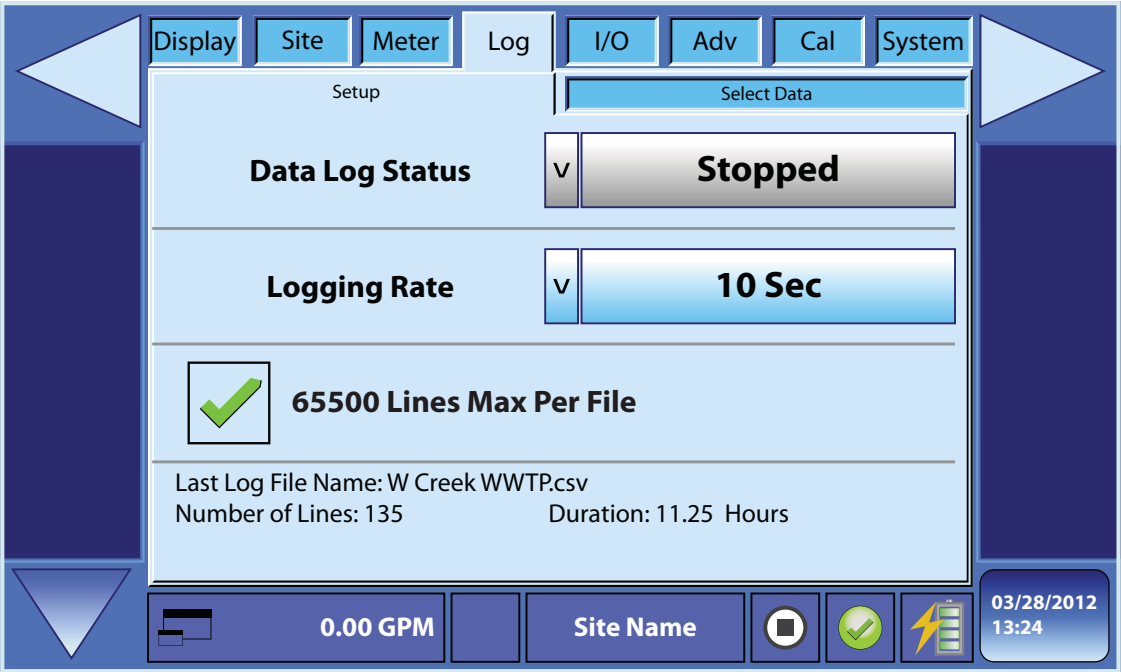 Display Site Meter Log I/O Adv Cal System
Setup Select Data
Data Log Status v Stopped
Logging Rate v 10 Sec
65500 Lines Max Per File
Last Log File Name: W Creek WWTP.csv
Number of Lines: 135 Duration: 11.25 Hours
0.00 GPM Site Name 03/28/2012
13:24